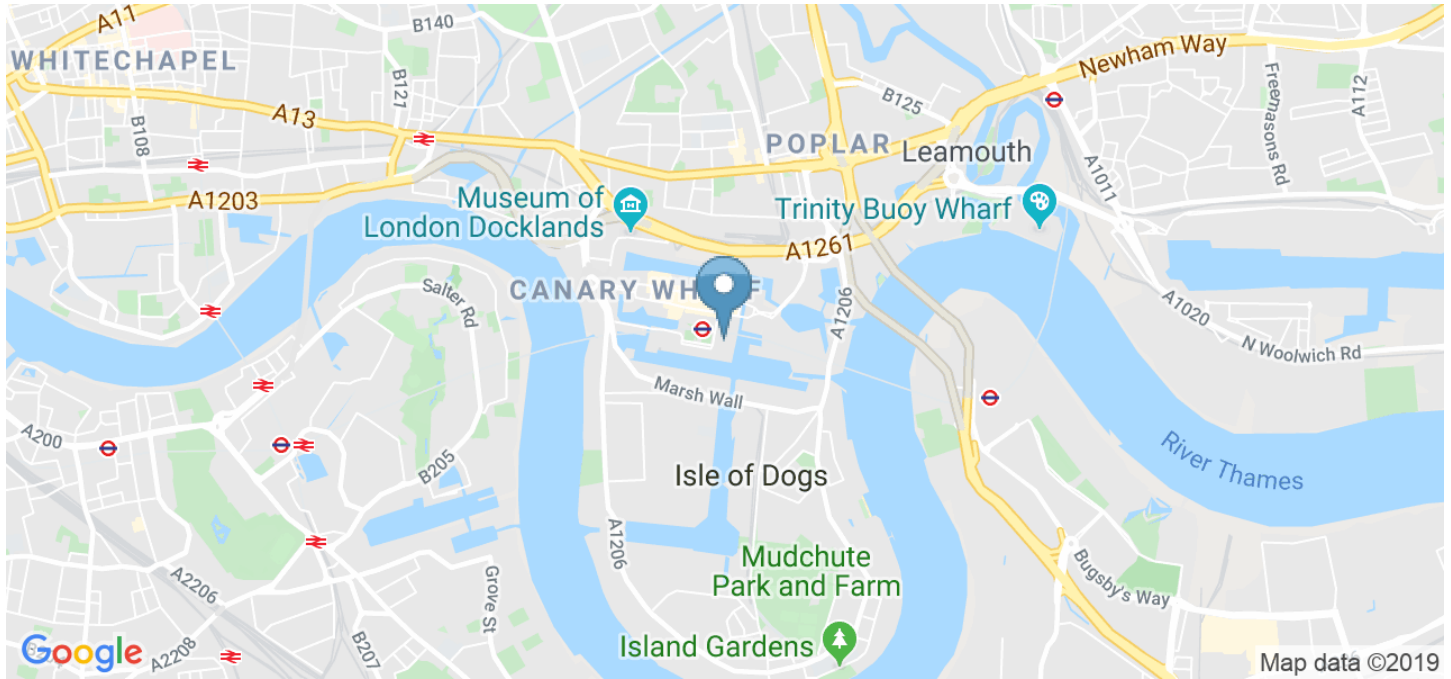 A11
B140
WHITECHAPEL
B121
A13
B108
A1203
Newham Way
B125
Freemasons Rd
A112
POPLAR
Leamouth
A1011
Museum of
London Docklands
Trinity Buoy Wharf
A1261
CANARY WHARF
Salter Rd
A1206
A1020
N Woolwich Rd
Marsh Wall
A200
B205
River Thames
Isle of Dogs
A1206
Mudchute
Park and Farm
Bugsby's Way
A2206
Grove St
Island Gardens
B207
A2208
Google
Map data ©2019